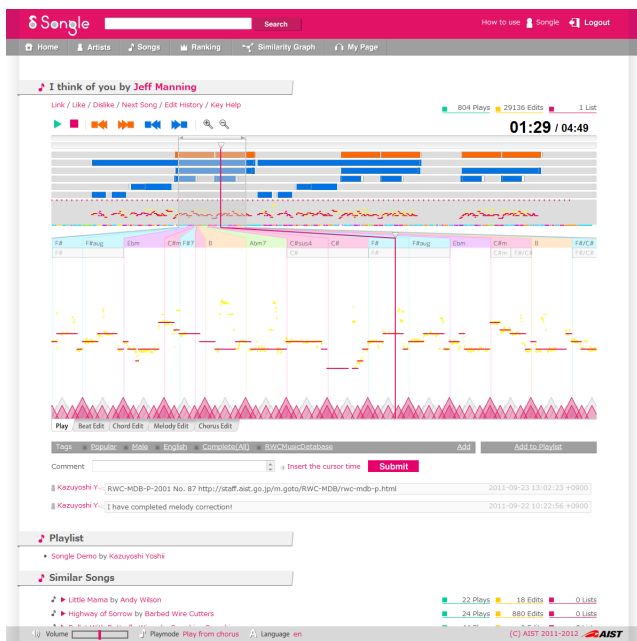 Songle
Search
How to use Songle Logout
Home Artists Songs Ranking Similarity Graph My Page
I think of you by Jeff Manning
Link / Like / Dislike / Next Song / Edit History / Key Help
804 Plays 29136 Edits 1 List
01:29 / 04:49
F# F#aug Ebm C#m F#7 B Abm7 C#sus4 C# F# F#aug Ebm C#m B F#/C#
F# C# F# C#m F#/C# F#/C#
Play Beat Edit Chord Edit Melody Edit Chorus Edit
Tags Popular Male English Complete(All) RWCMusicDatabase Add Add to Playlist
Comment Insert the cursor time Submit
Kazuyoshi Y... RWC-MDB-P-2001 No. 87 http://staff.aist.go.jp/m.goto/RWC-MDB/rwc-mdb-p.html 2011-09-23 13:02:23 +0900
Kazuyoshi Y... I have completed melody correction! 2011-09-22 10:22:56 +0900
Playlist
Songle Demo by Kazuyoshi Yoshii
Similar Songs
Little Mama by Andy Wilson 22 Plays 18 Edits 0 Lists
Highway of Sorrow by Barbed Wire Cutters 24 Plays 880 Edits 0 Lists
Volume Playmode Play from chorus Language en (C) AIST 2011-2012 AIST